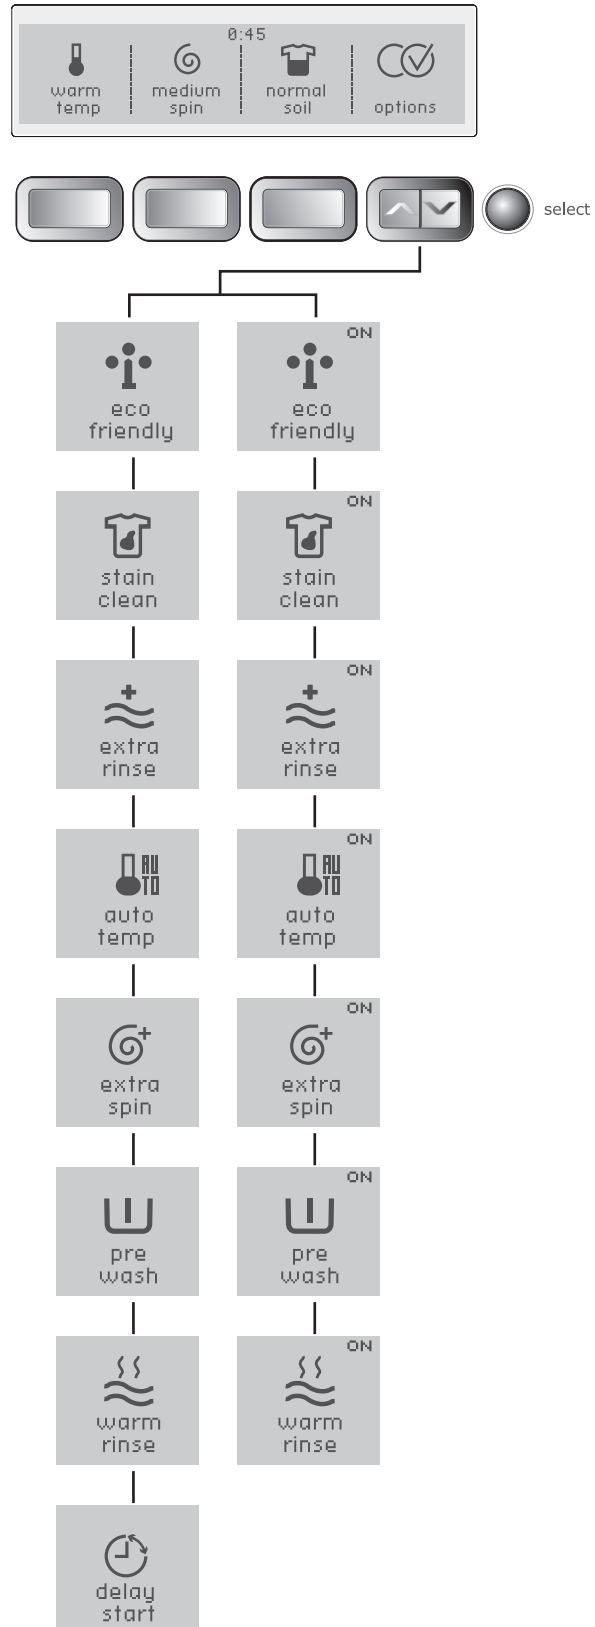 0:45
warm
temp
medium
spin
normal
soil
options
select
eco
friendly
ON
eco
friendly
stain
clean
ON
stain
clean
extra
rinse
ON
extra
rinse
AU
TO
auto
temp
ON
AU
TO
auto
temp
extra
spin
ON
extra
spin
pre
wash
ON
pre
wash
warm
rinse
ON
warm
rinse
delay
start